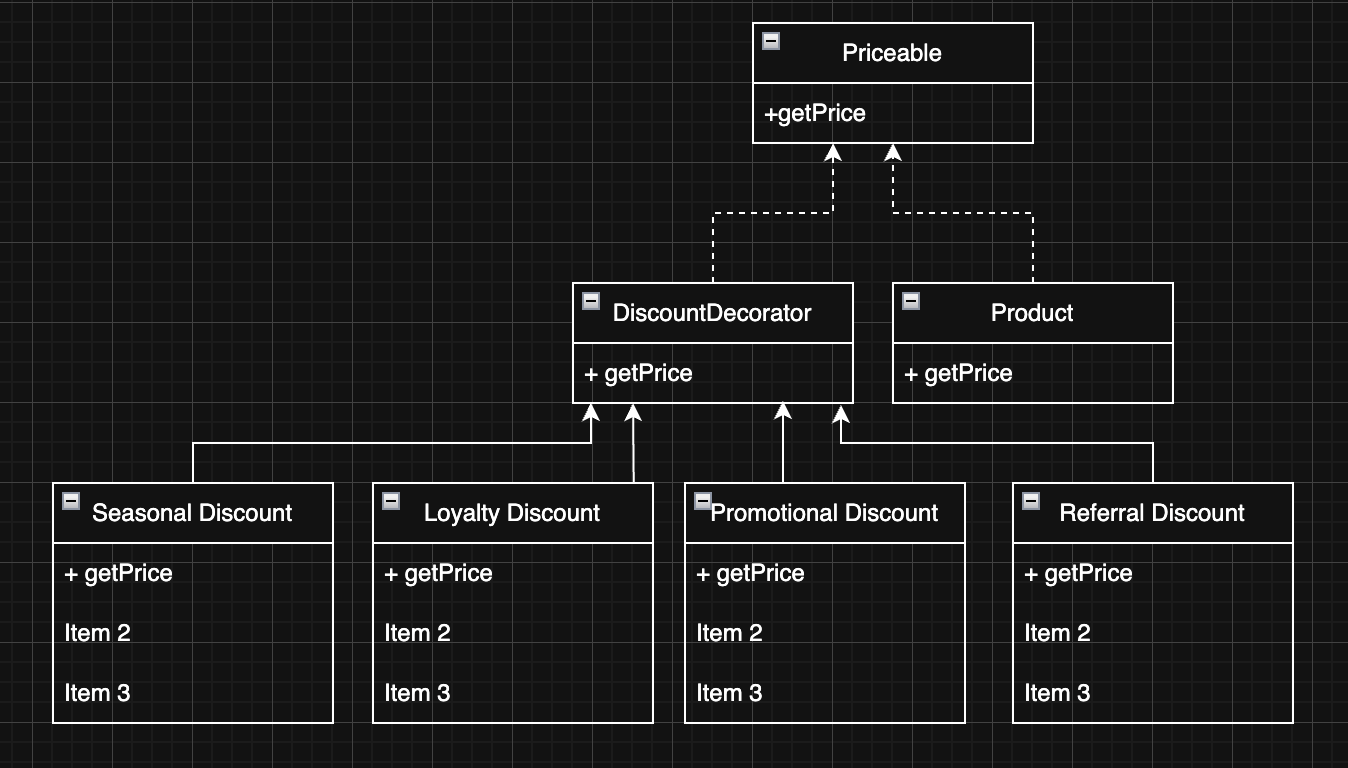 Priceable
+getPrice
DiscountDecorator
+ getPrice
Product
+ getPrice
Seasonal Discount
+ getPrice
Item 2
Item 3
Loyalty Discount
+ getPrice
Item 2
Item 3
Promotional Discount
+ getPrice
Item 2
Item 3
Referral Discount
+ getPrice
Item 2
Item 3